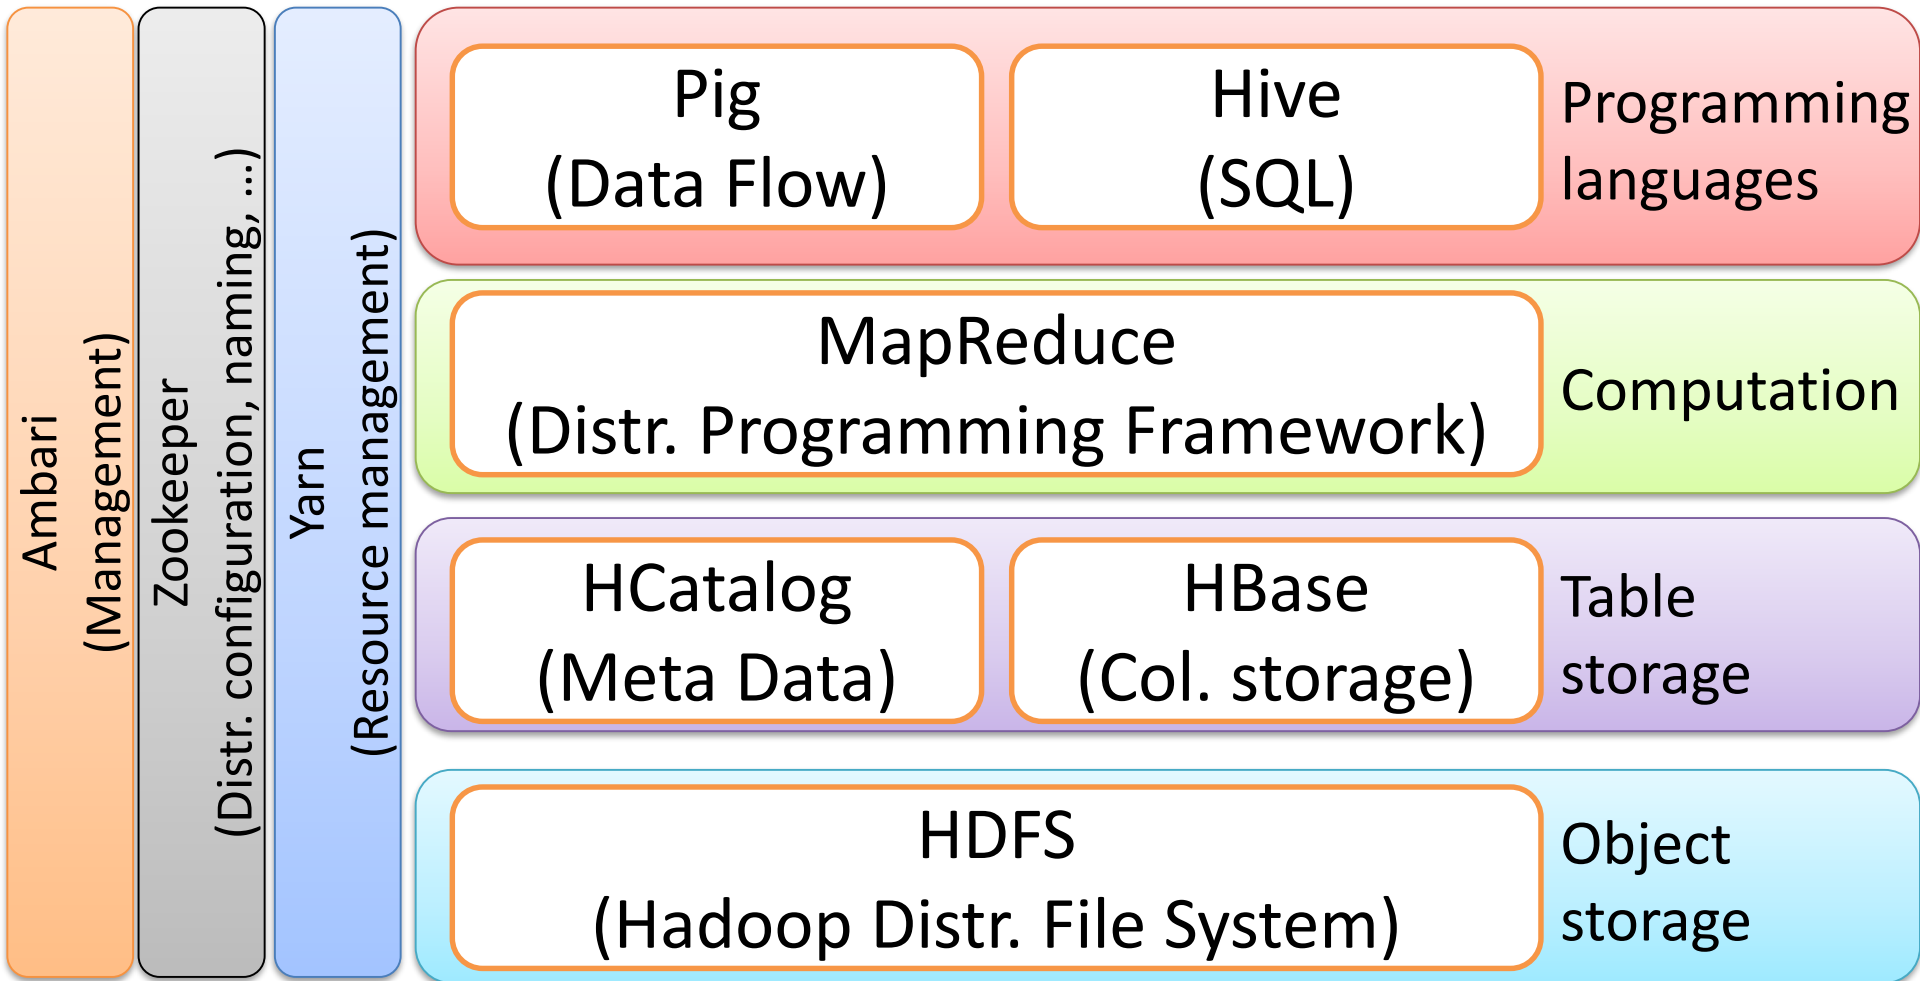 Ambari
(Management)
Zookeeper
(Distr. configuration, naming, ...)
Yarn
(Resource management)
Pig
(Data Flow)
Hive
(SQL)
Programming
languages
MapReduce
(Distr. Programming Framework)
Computation
HCatalog
(Meta Data)
HBase
(Col. storage)
Table
storage
HDFS
(Hadoop Distr. File System)
Object
storage